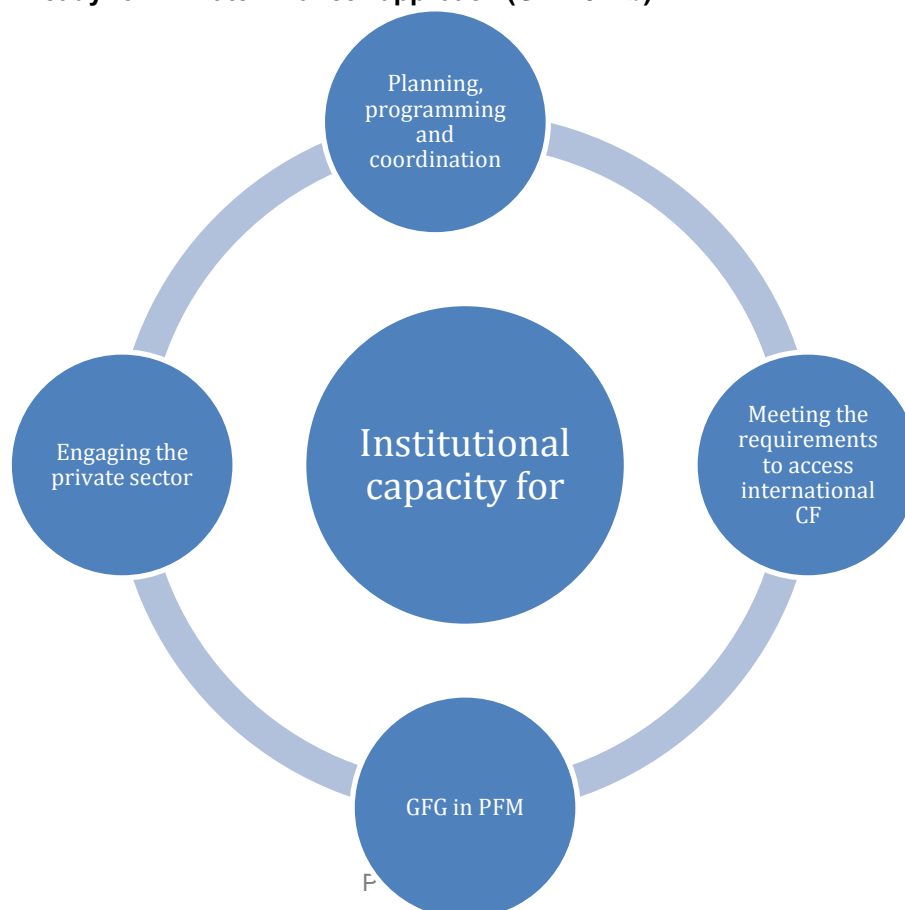 Planning,
programming
and
coordination
Institutional
capacity for
Meeting the
requirements
to access
international
CF
Engaging the
private sector
GFG in PFM